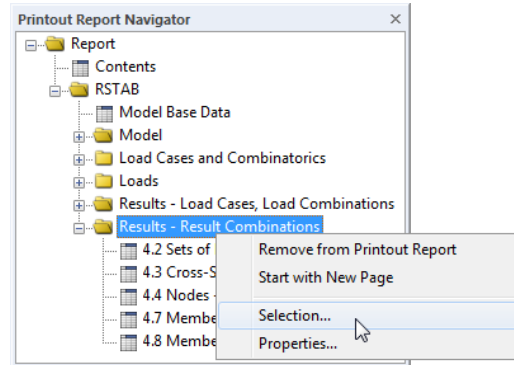 Printout Report Navigator
Report
Contents
RSTAB
Model Base Data
Model
Load Cases and Combinatorics
Loads
Results - Load Cases, Load Combinations
Results - Result Combinations
4.2 Sets of
4.3 Cross-S
4.4 Nodes -
4.7 Membe
4.8 Membe
Remove from Printout Report
Start with New Page
Selection...
Properties...